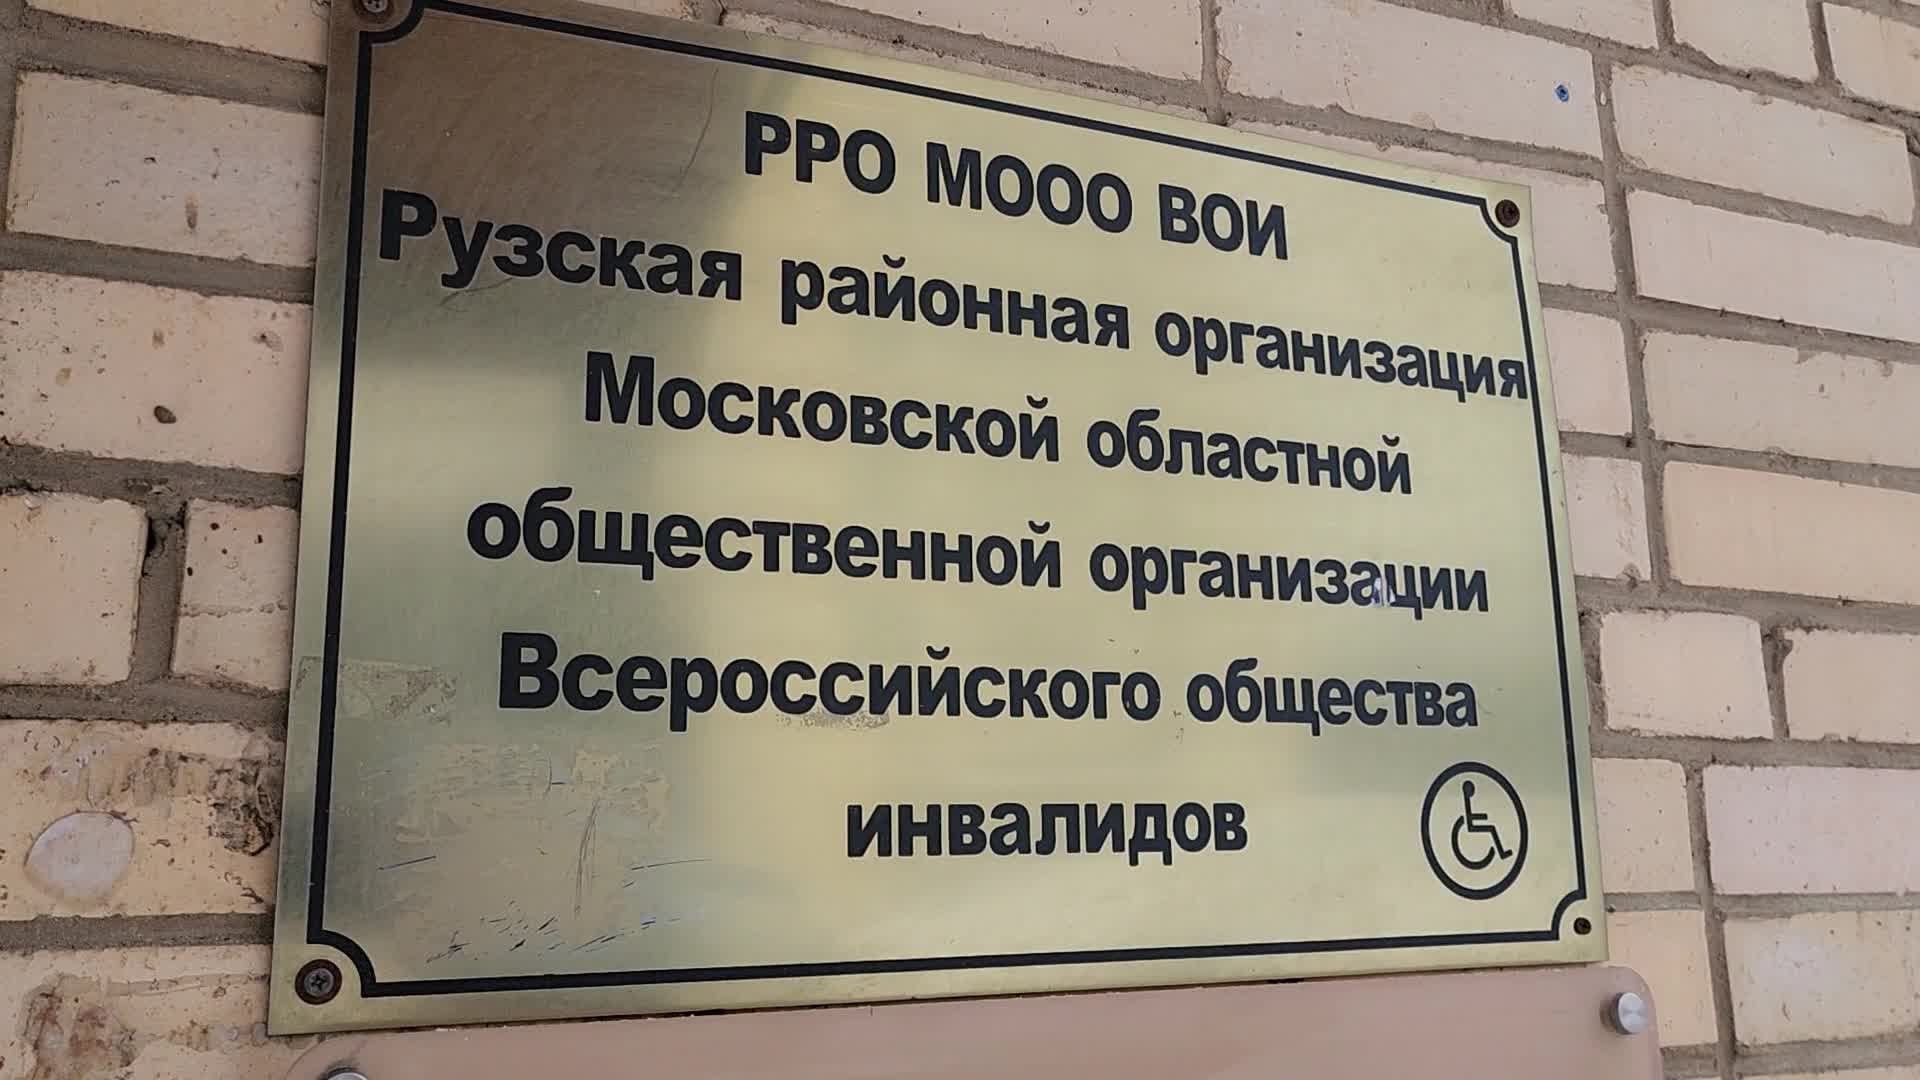 РРО МООО ВОИ
Рузская районная организация
Московской областной
общественной организации
Всероссийского общества
инвалидов